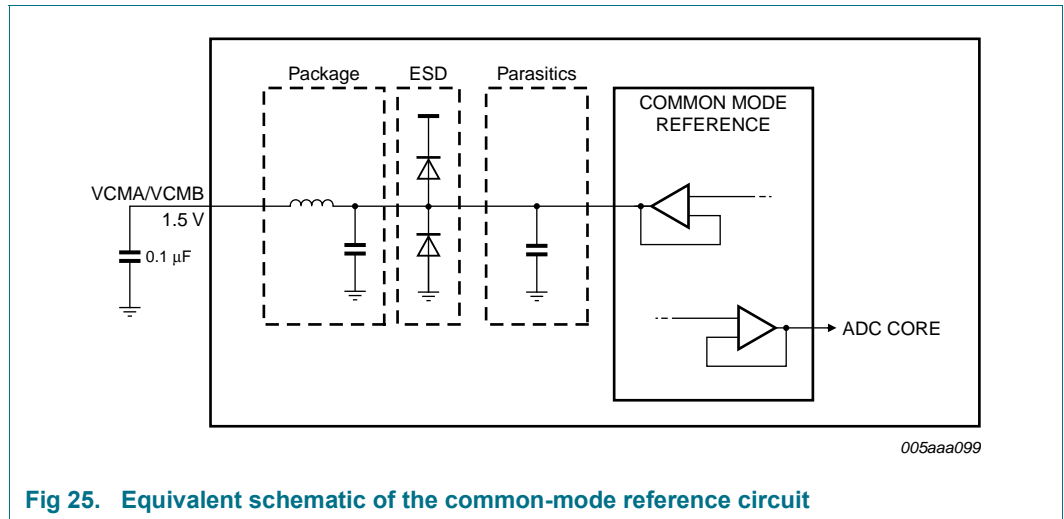 Package
ESD
Parasitics
COMMON MODE
REFERENCE
VCMA/VCMB
1.5 V
0.1 μF
ADC CORE
005aaa099
Fig 25. Equivalent schematic of the common-mode reference circuit